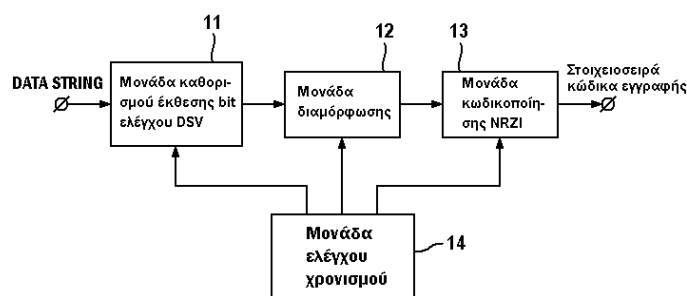 11
12
13
DATA STRING
Μονάδα καθορι-
σμού έκθεσης bit
ελέγχου DSV
Μονάδα
διαμόρφωσης
Μονάδα
κωδικοποίη-
σης NRZI
Στοιχειοσειρά
κώδικα εγγραφής
Μονάδα
ελέγχου
χρονισμού
14